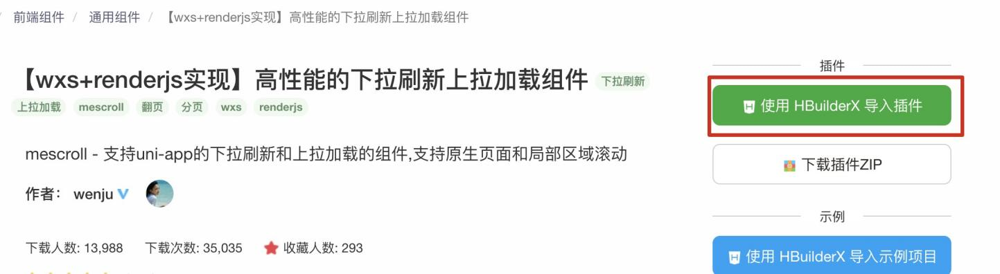 / 前端组件 / 通用组件 / 【wxs+renderjs实现】高性能的下拉刷新上拉加载组件
【wxs+renderjs实现】高性能的下拉刷新上拉加载组件 下拉刷新
上拉加载 mescroll 翻页 分页 wxs renderjs
mescroll - 支持uni-app的下拉刷新和上拉加载的组件,支持原生页面和局部区域滚动
作者： wenju
下载人数: 13,988 下载次数: 35,035 收藏人数: 293
插件
使用 HBuilderX 导入插件
下载插件ZIP
示例
使用 HBuilderX 导入示例项目